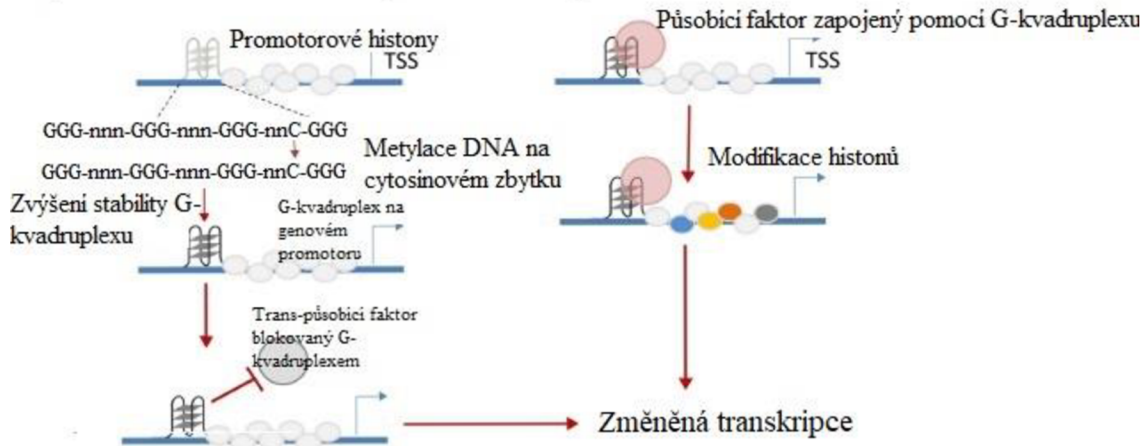 Promotorové histony
TSS
GGG-nnn-GGG-nnn-GGG-nnC-GGG
GGG-nnn-GGG-nnn-GGG-nnC-GGG
Metylace DNA na
cytosinovém zbytku
Zvýšení stability G-
kvadruplexu
G-kvadruplex na
genovém
promotoru
Trans-působicí faktor
blokovaný G-
kvadruplexem
Působicí faktor zapojený pomocí G-kvadruplexu
TSS
Modifikace histonů
Změněná transkripce